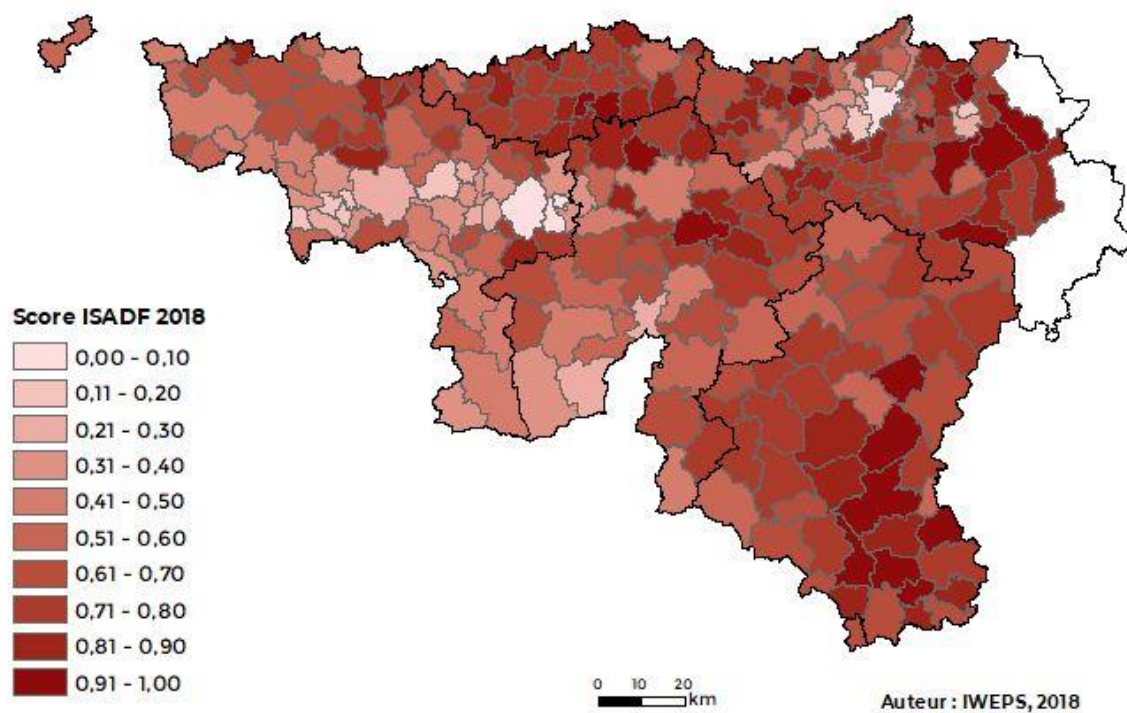 Score ISADF 2018
0,00 - 0,10
0,11 - 0,20
0,21 - 0,30
0,31 - 0,40
0,41 - 0,50
0,51 - 0,60
0,61 - 0,70
0,71 - 0,80
0,81 - 0,90
0,91 - 1,00
0 10 20
km
Auteur : IWEPS, 2018